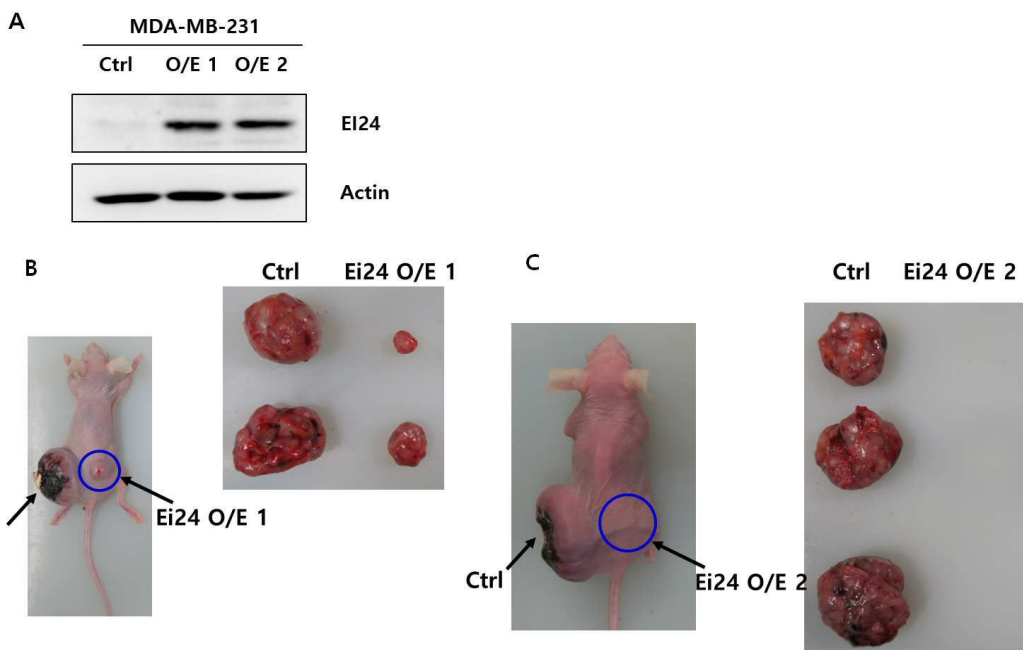 A
MDA-MB-231
Ctrl O/E 1 O/E 2
EI24
Actin
B
Ctrl Ei24 O/E 1
Ei24 O/E 1
C
Ctrl Ei24 O/E 2
Ctrl
Ei24 O/E 2